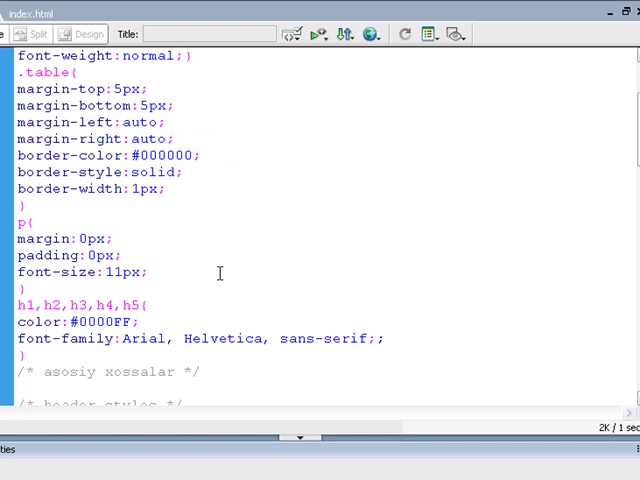 index.html
Split Design Title:
font-weight:normal;}
.table{
margin-top:5px;
margin-bottom:5px;
margin-left:auto;
margin-right:auto;
border-color:#000000;
border-style:solid;
border-width:1px;
}
p{
margin:0px;
padding:0px;
font-size:11px;
}
h1,h2,h3,h4,h5{
color:#0000FF;
font-family:Arial, Helvetica, sans-serif;;
}
/* asosiy xossalar */
/* header styles */
2K / 1 sec
ties